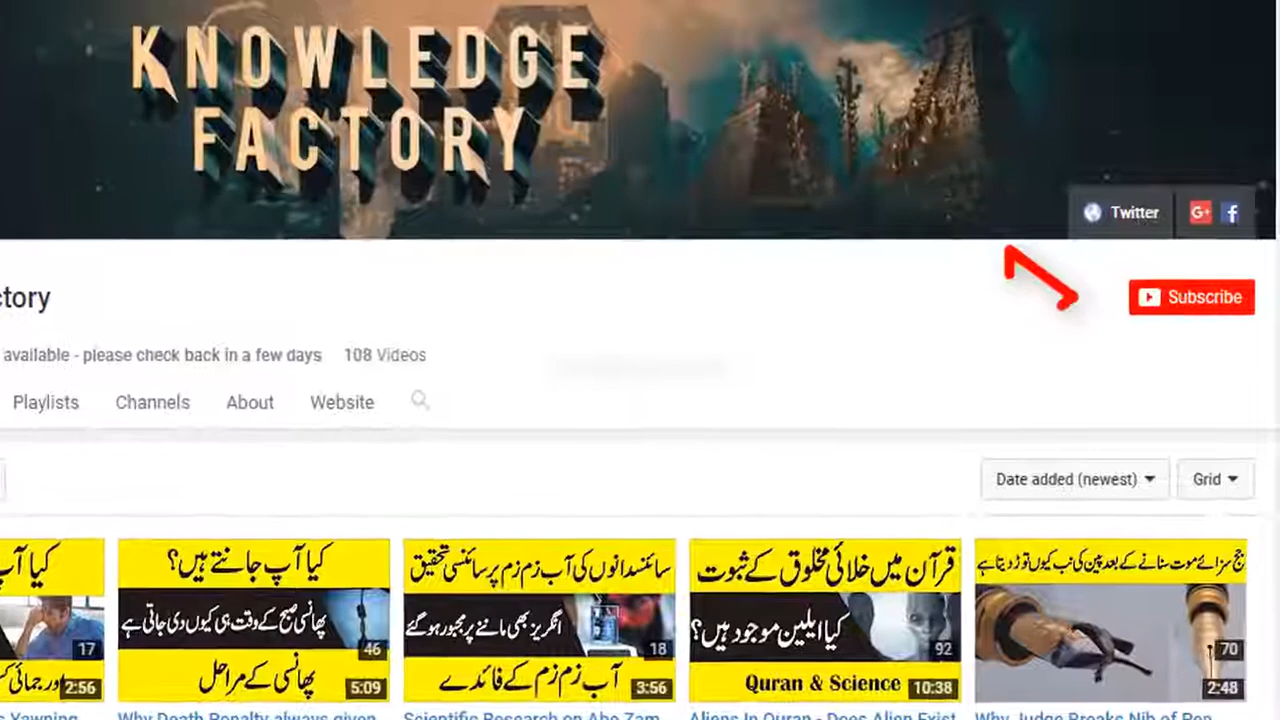 KNOWLEDGE
FACTORY
Twitter
G+ f
ctory
Subscribe
available - please check back in a few days 108 Videos
Playlists Channels About Website
Date added (newest) Grid
کیا آپ
17
2:56
کیا آپ جانتے ہیں؟
پھانسی صبح کے وقت ہی کیوں دی جاتی ہے
46
پھانسی کے مراحل
5:09
سائنسدانوں کی آب زم زم پر سائنسی تحقیق
انگریز بھی ماننے پر مجبور ہو گئے
18
آب زم زم کے فائدے
3:56
قرآن میں خلائی مخلوق کے ثبوت
کیا ایلین موجود ہیں؟
92
Quran & Science
10:38
جج سزائے موت سنانے کے بعد پین کی نب کیوں توڑ دیتا ہے
70
2:48
Yawning
Why Death Penalty always given
Scientific Research on Abe Zam
Aliens In Quran - Does Alien Exist
Why Judge Breaks Nib of Pen